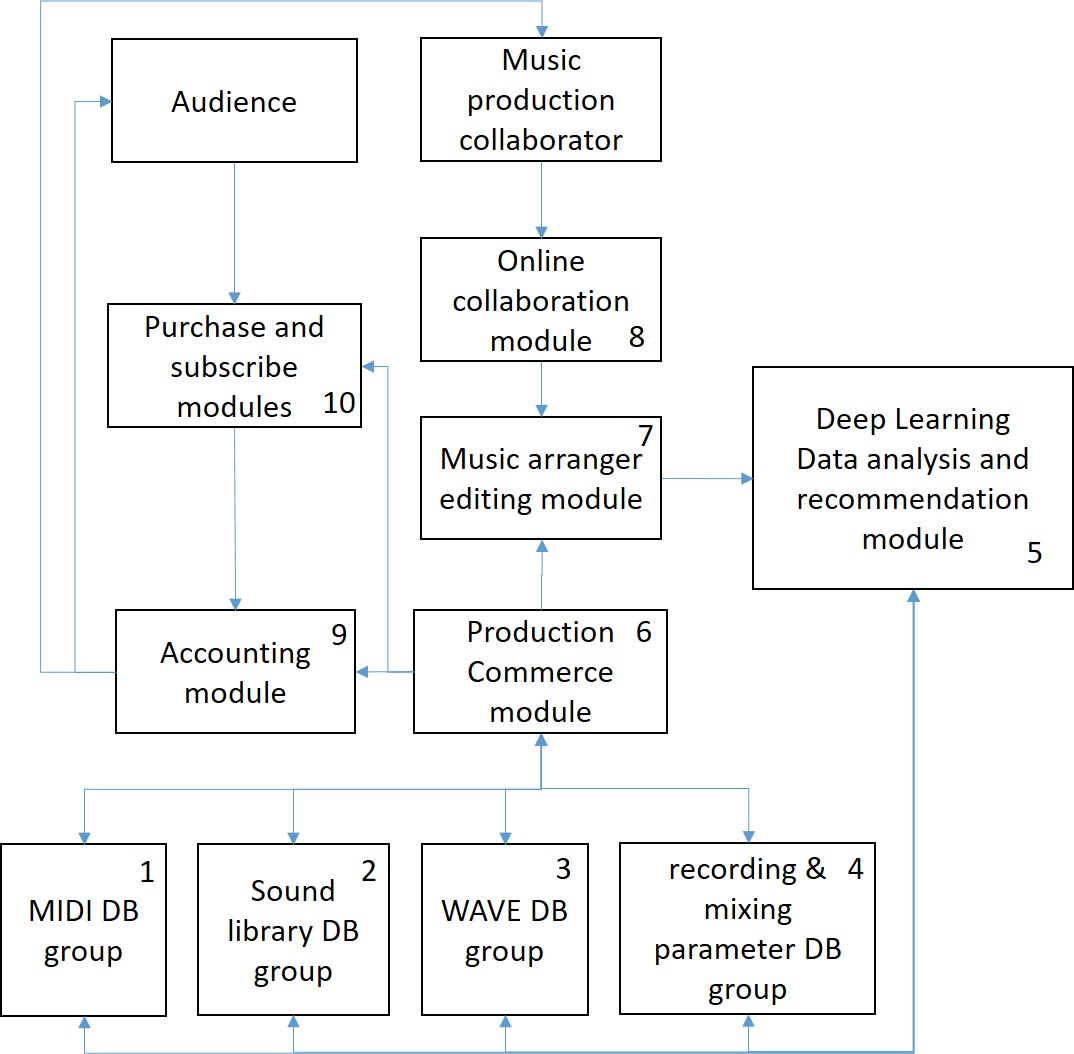 Audience
Music
production
collaborator
Online
collaboration
module 8
Purchase and
subscribe
modules 10
7
Music arranger
editing module
Deep Learning
Data analysis and
recommendation
module
5
9
Accounting
module
Production 6
Commerce
module
1
MIDI DB
group
2
Sound
library DB
group
3
WAVE DB
group
recording & 4
mixing
parameter DB
group